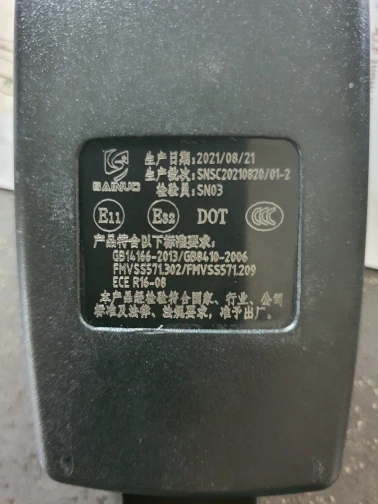 生产日期:2021/08/21
生产批次:SNSC20210820/01-2
BAINUO
检验员:SN03
E11 E32 DOT CCC
产品符合以下标准要求:
GB14166-2013/GB8410-2006
FMVSS571.302/FMVSS571.209
ECE R16-08
本产品经检验符合国家、行业、公司
标准及法律、法规要求,准予出厂。